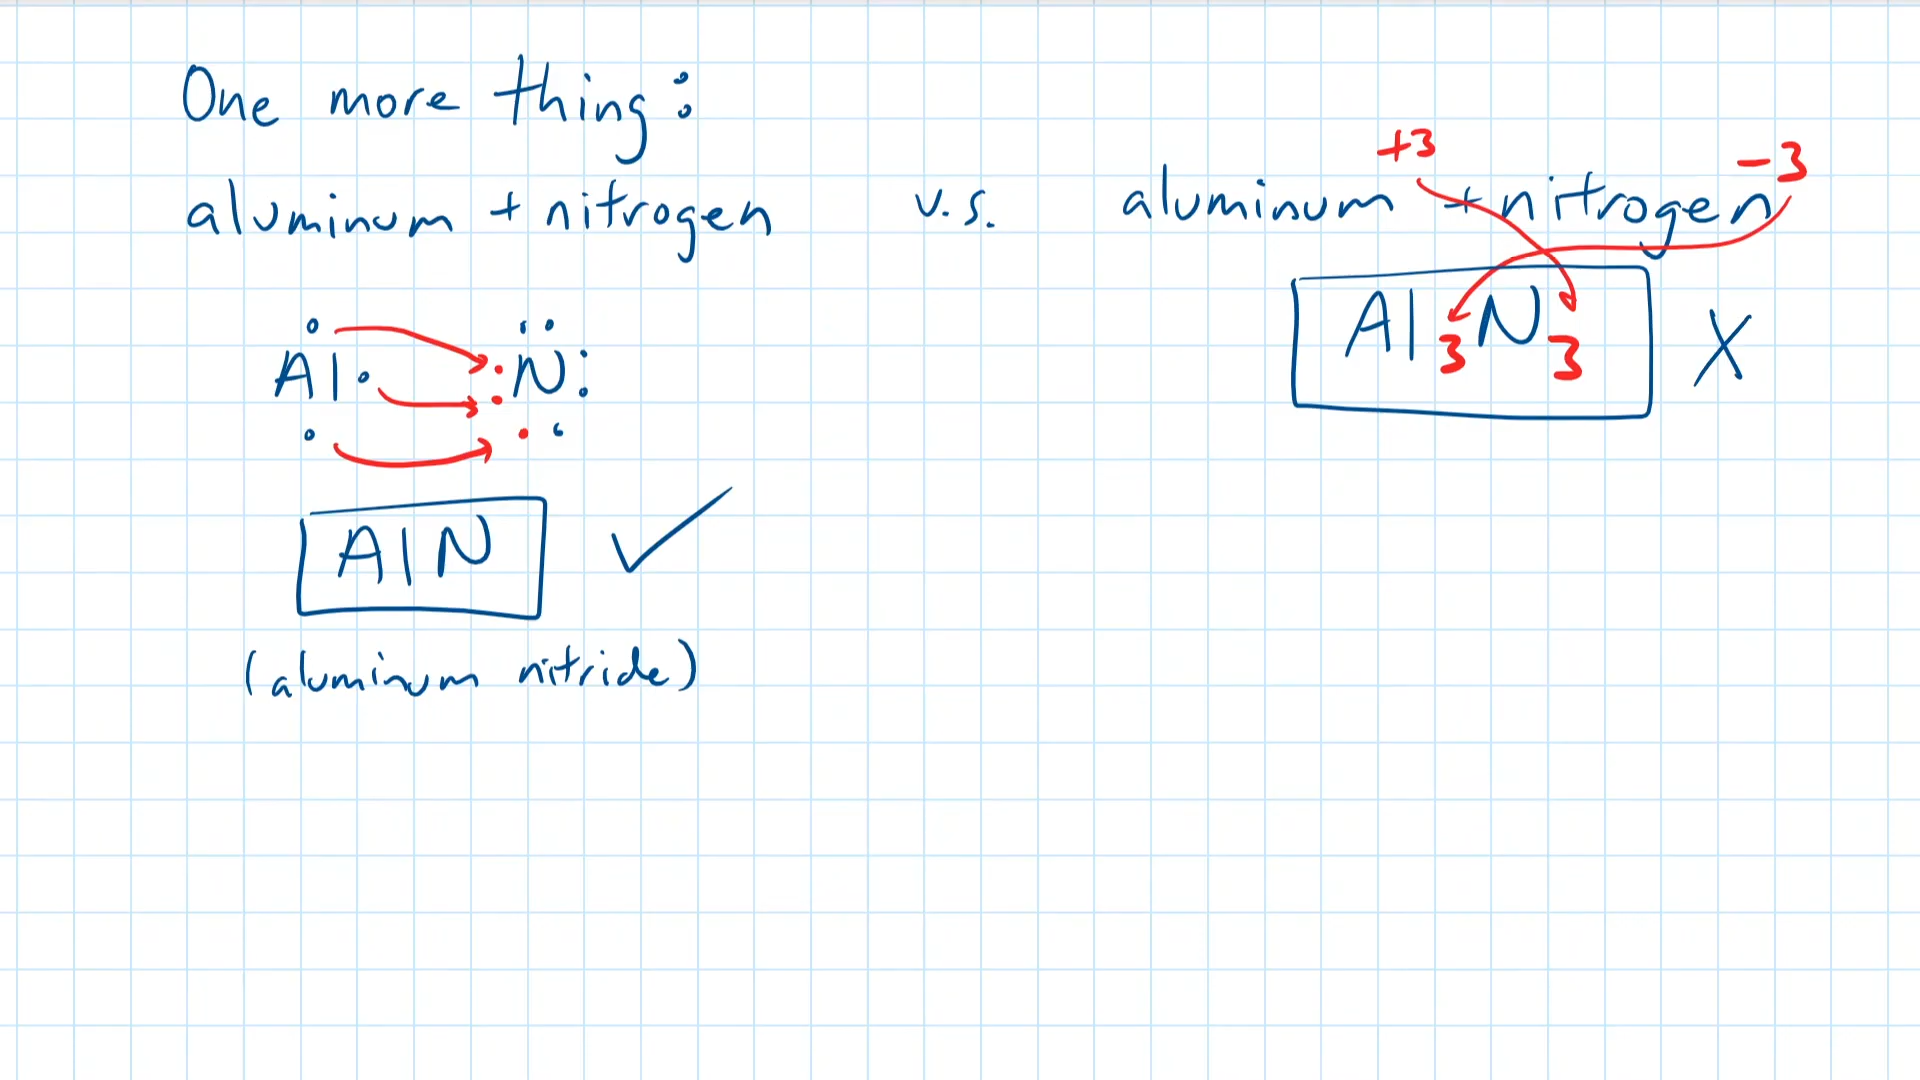 One more thing:
aluminum + nitrogen v.s. aluminum + nitrogen
+3 -3
Al N
Al3N3 X
AlN ✓
(aluminum nitride)